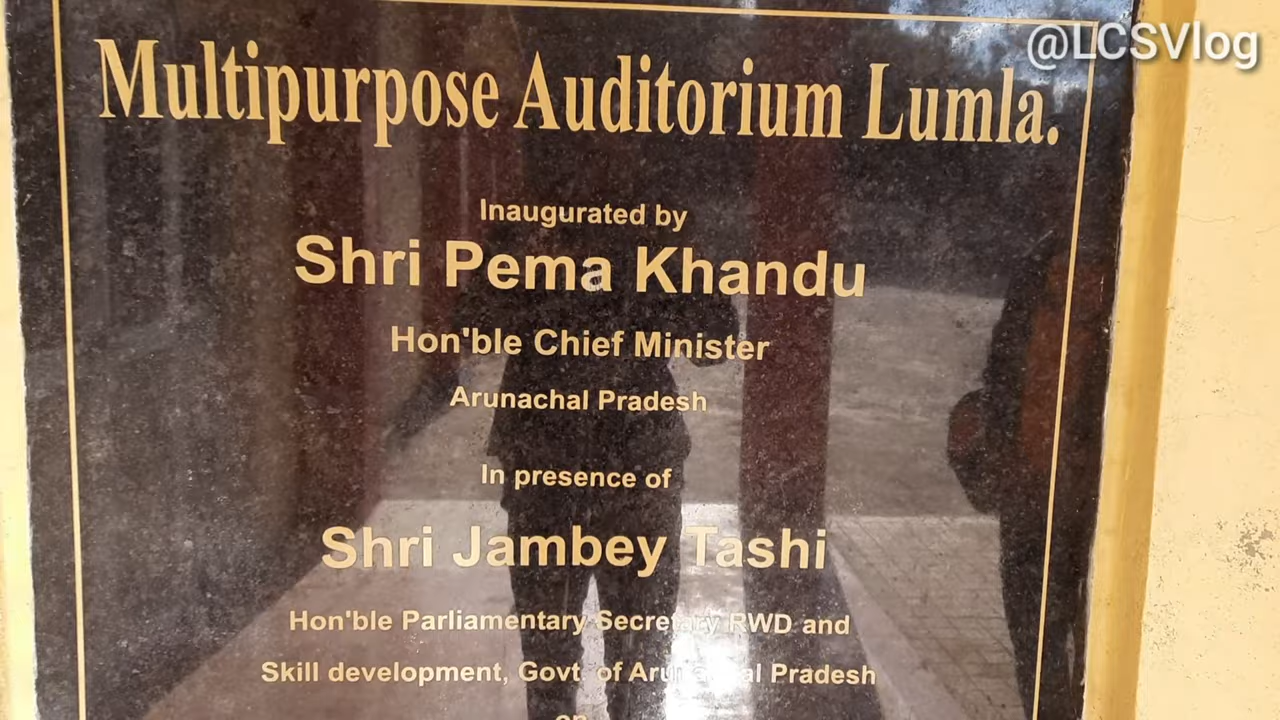 @LCSVlog
Multipurpose Auditorium Lumla.
Inaugurated by
Shri Pema Khandu
Hon'ble Chief Minister
Arunachal Pradesh
In presence of
Shri Jambey Tashi
Hon'ble Parliamentary Secretary RWD and
Skill development, Govt. of Arunachal Pradesh
on